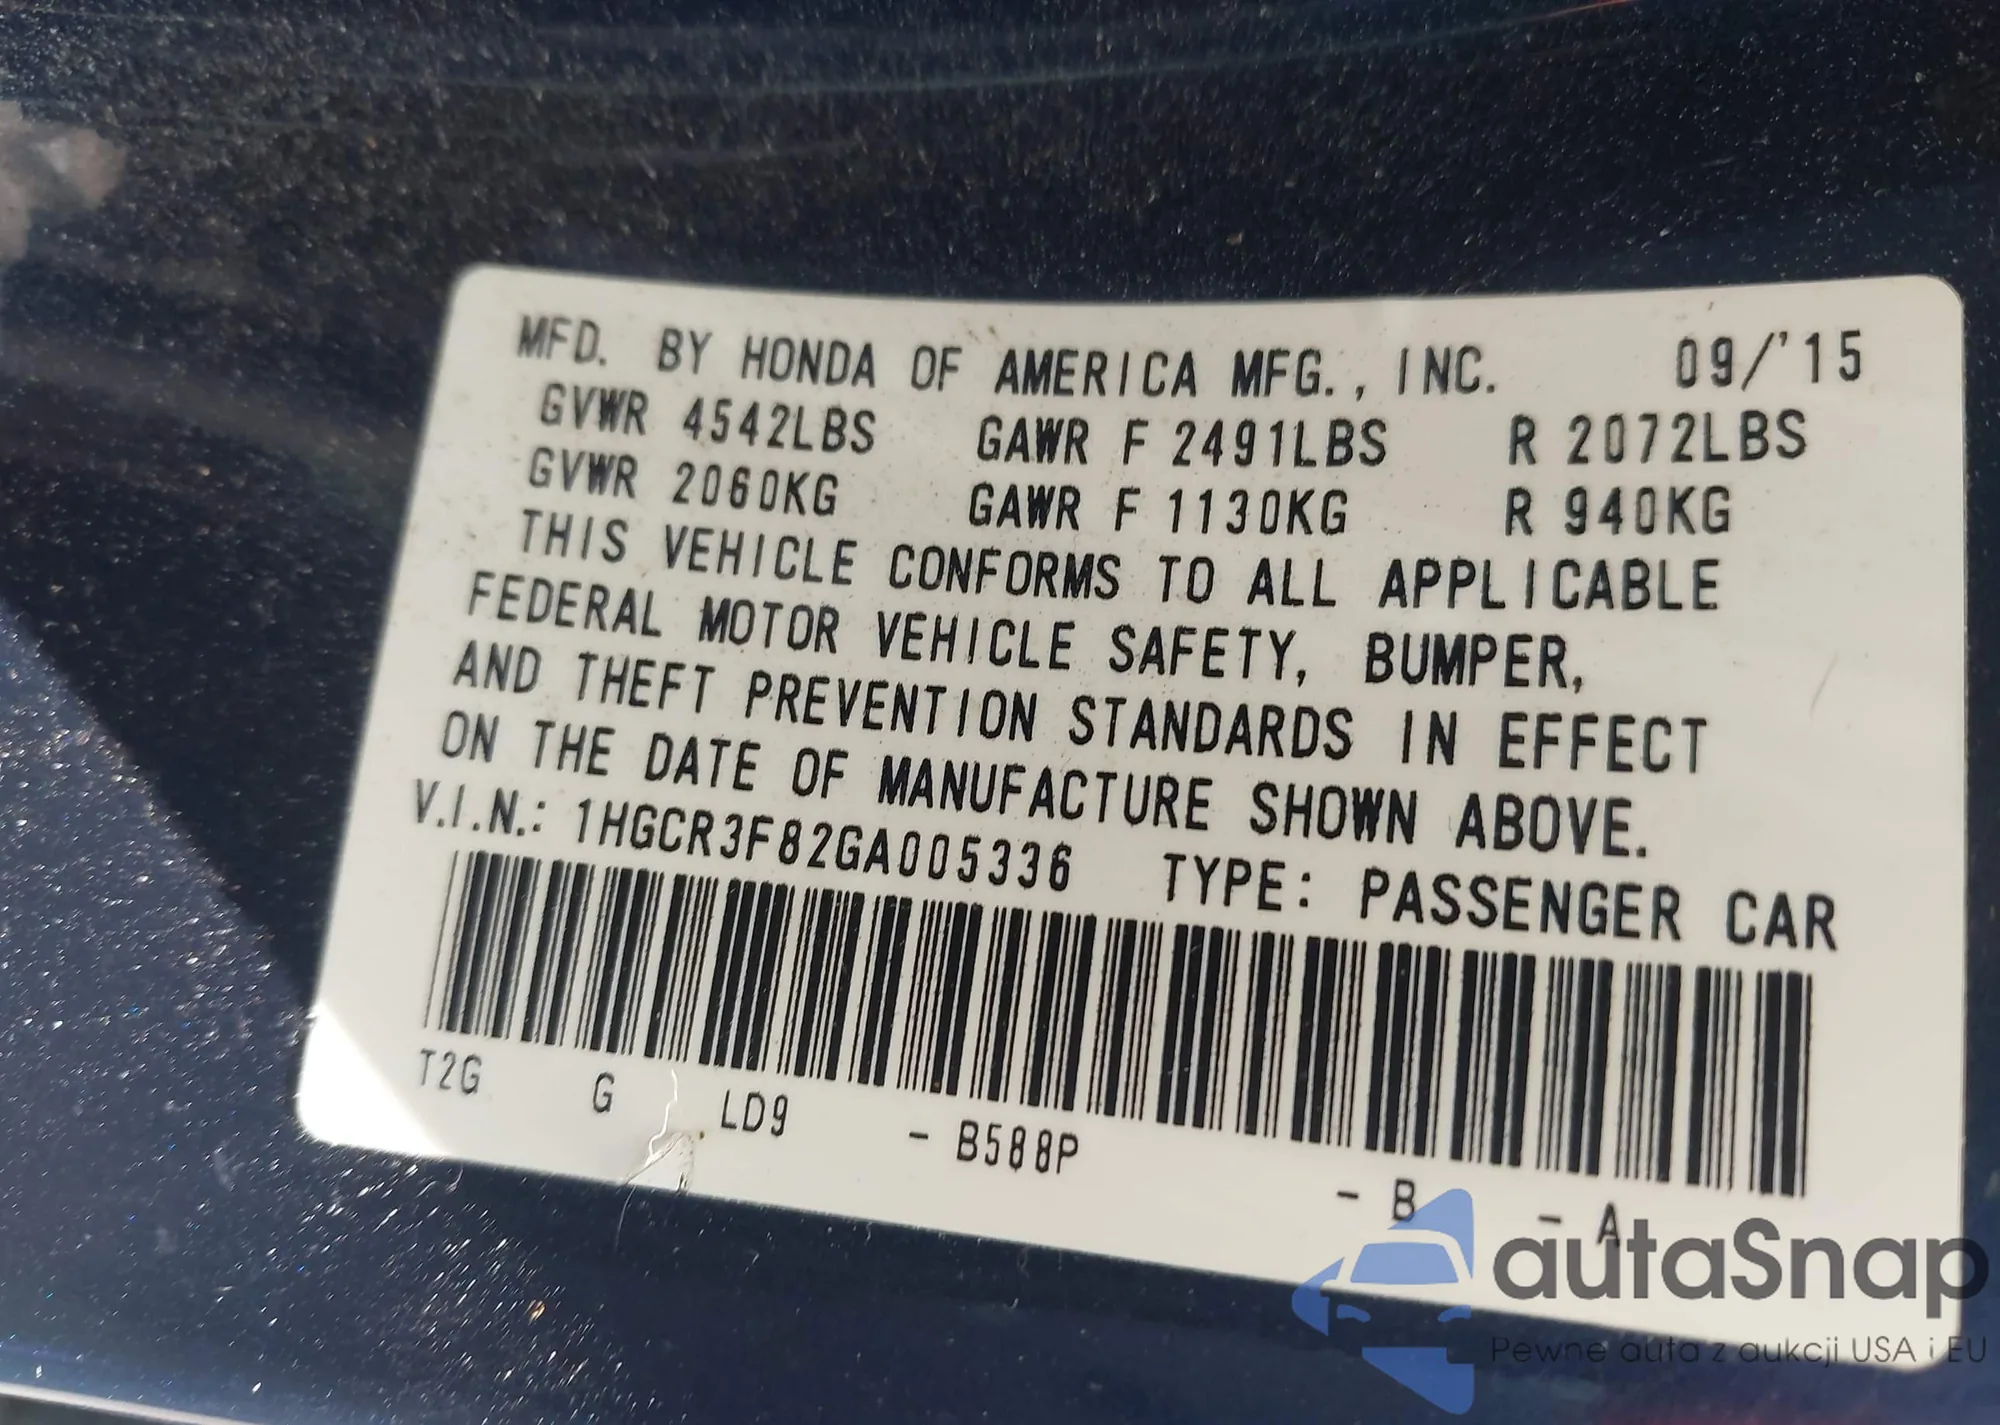 MFD. BY HONDA OF AMERICA MFG., INC. 09/'15
GVWR 4542LBS GAWR F 2491LBS R 2072LBS
GVWR 2060KG GAWR F 1130KG R 940KG
THIS VEHICLE CONFORMS TO ALL APPLICABLE
FEDERAL MOTOR VEHICLE SAFETY, BUMPER,
AND THEFT PREVENTION STANDARDS IN EFFECT
ON THE DATE OF MANUFACTURE SHOWN ABOVE.
V.I.N.: 1HGCR3F82GA005336 TYPE: PASSENGER CAR
T2G G LD9 - B588P - B - A
autaSnap
Pewne auta z aukcji USA i EU